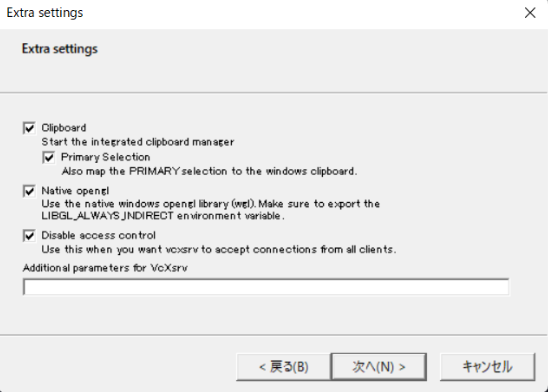 Extra settings
Extra settings
Clipboard
Start the integrated clipboard manager
Primary Selection
Also map the PRIMARY selection to the windows clipboard.
Native opengl
Use the native windows opengl library (wgl). Make sure to export the
LIBGL_ALWAYS_INDIRECT environment variable.
Disable access control
Use this when you want vcxsrv to accept connections from all clients.
Additional parameters for VcXsrv
< 戻る(B) 次へ(N) > キャンセル